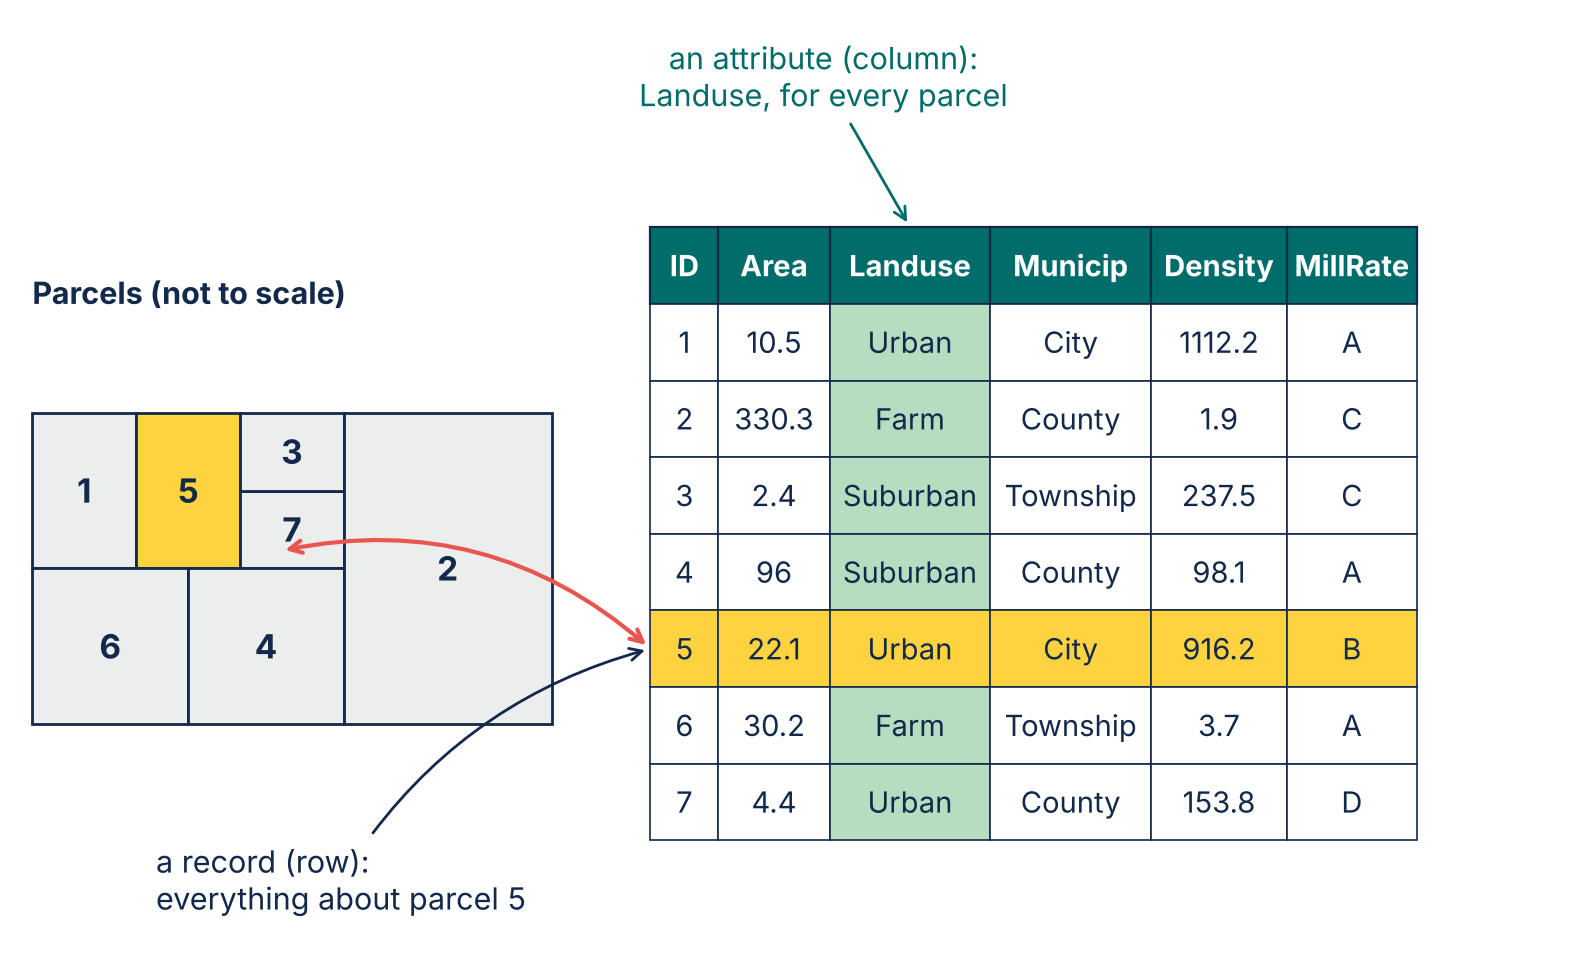 an attribute (column):
Landuse, for every parcel
Parcels (not to scale)
1
5
3
7
2
6
4
ID Area Landuse Municip Density MillRate
1 10.5 Urban City 1112.2 A
2 330.3 Farm County 1.9 C
3 2.4 Suburban Township 237.5 C
4 96 Suburban County 98.1 A
5 22.1 Urban City 916.2 B
6 30.2 Farm Township 3.7 A
7 4.4 Urban County 153.8 D
a record (row):
everything about parcel 5